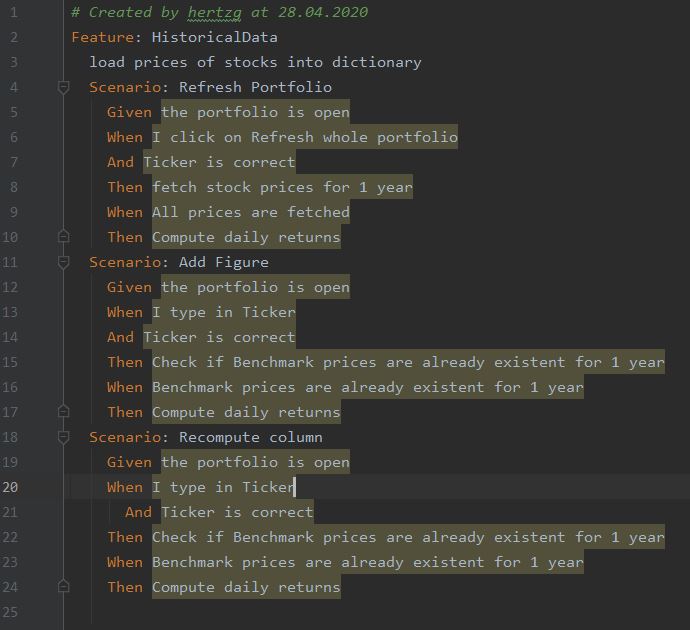 1 # Created by hertzg at 28.04.2020
2 Feature: HistoricalData
3 load prices of stocks into dictionary
4 Scenario: Refresh Portfolio
5 Given the portfolio is open
6 When I click on Refresh whole portfolio
7 And Ticker is correct
8 Then fetch stock prices for 1 year
9 When All prices are fetched
10 Then Compute daily returns
11 Scenario: Add Figure
12 Given the portfolio is open
13 When I type in Ticker
14 And Ticker is correct
15 Then Check if Benchmark prices are already existent for 1 year
16 When Benchmark prices are already existent for 1 year
17 Then Compute daily returns
18 Scenario: Recompute column
19 Given the portfolio is open
20 When I type in Ticker
21 And Ticker is correct
22 Then Check if Benchmark prices are already existent for 1 year
23 When Benchmark prices are already existent for 1 year
24 Then Compute daily returns
25